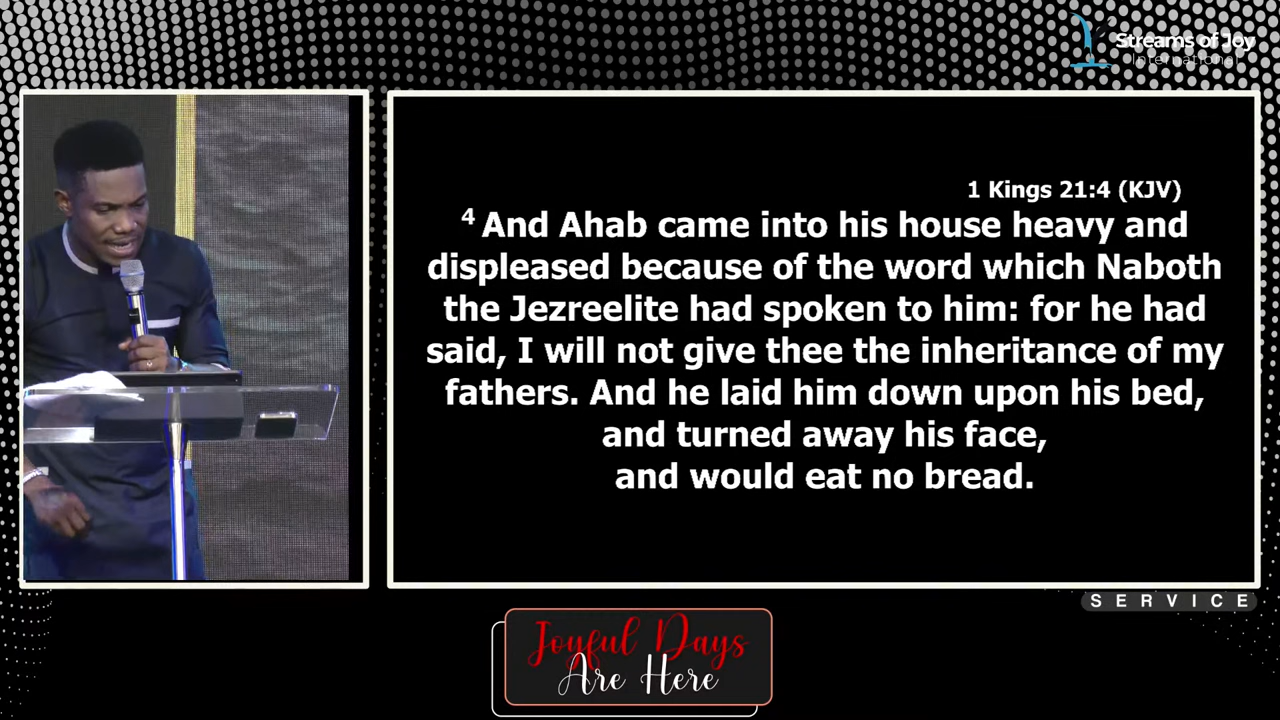 Streams of Joy
International
1 Kings 21:4 (KJV)
4 And Ahab came into his house heavy and
displeased because of the word which Naboth
the Jezreelite had spoken to him: for he had
said, I will not give thee the inheritance of my
fathers. And he laid him down upon his bed,
and turned away his face,
and would eat no bread.
SERVICE
Joyful Days
Are Here